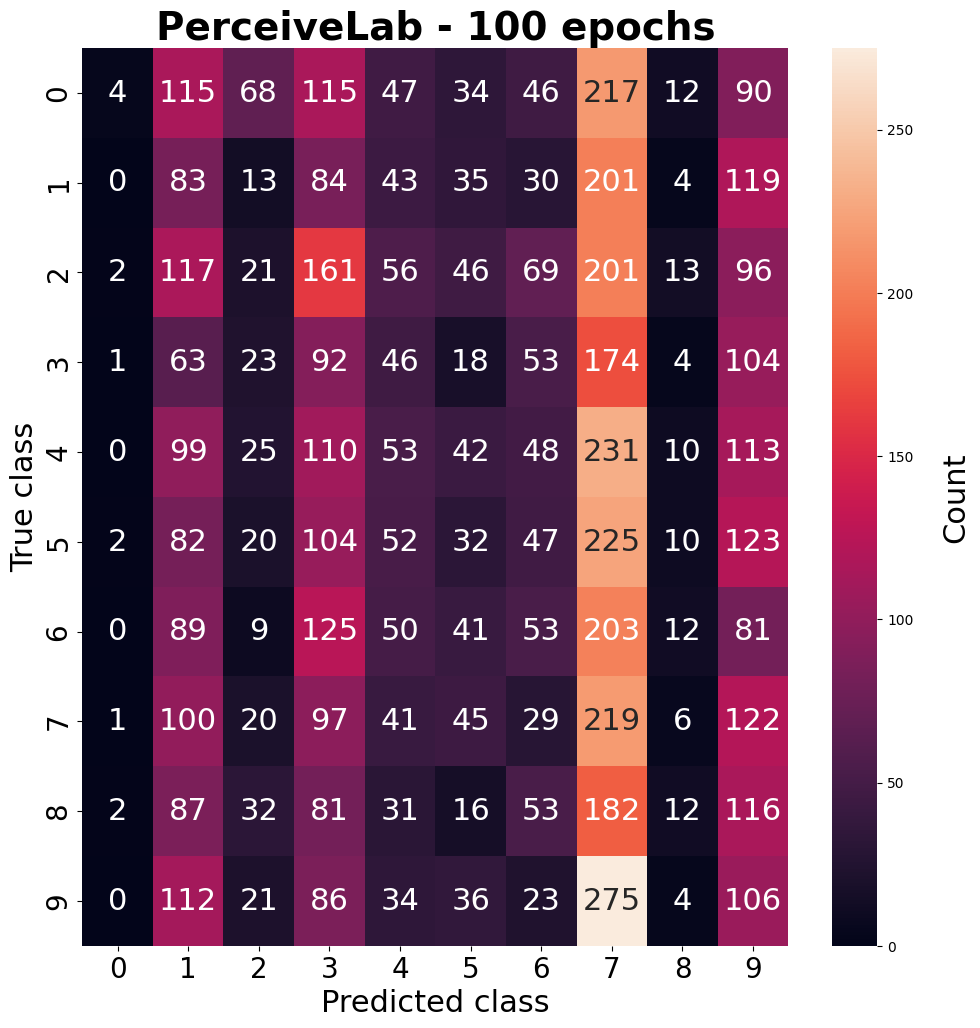 PerceiveLab - 100 epochs
0 4 115 68 115 47 34 46 217 12 90
1 0 83 13 84 43 35 30 201 4 119
2 2 117 21 161 56 46 69 201 13 96
3 1 63 23 92 46 18 53 174 4 104
4 0 99 25 110 53 42 48 231 10 113
5 2 82 20 104 52 32 47 225 10 123
6 0 89 9 125 50 41 53 203 12 81
7 1 100 20 97 41 45 29 219 6 122
8 2 87 32 81 31 16 53 182 12 116
9 0 112 21 86 34 36 23 275 4 106
0 1 2 3 4 5 6 7 8 9
Predicted class
True class
250
200
150
100
50
0
Count